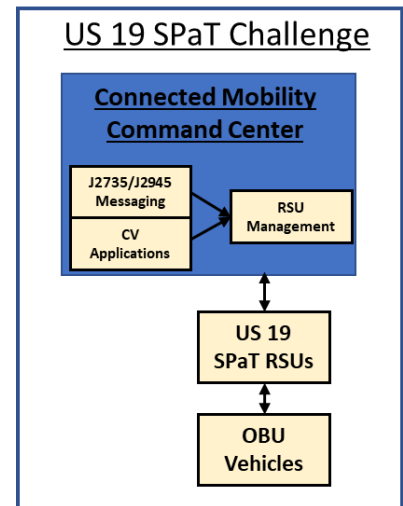 US 19 SPaT Challenge
Connected Mobility
Command Center
J2735/J2945
Messaging
CV
Applications
RSU
Management
US 19
SPaT RSUs
OBU
Vehicles